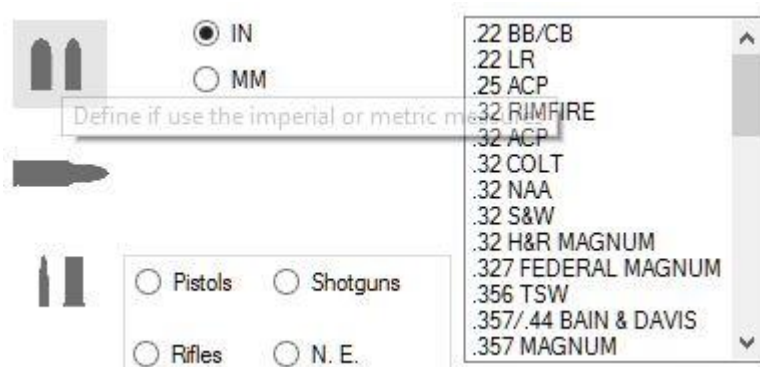 IN
MM
Define if use the imperial or metric measures
.22 BB/CB
.22 LR
.25 ACP
.32 RIMFIRE
.32 ACP
.32 COLT
.32 NAA
.32 S&W
.32 H&R MAGNUM
.327 FEDERAL MAGNUM
.356 TSW
.357/.44 BAIN & DAVIS
.357 MAGNUM
Pistols
Shotguns
Rifles
N. E.